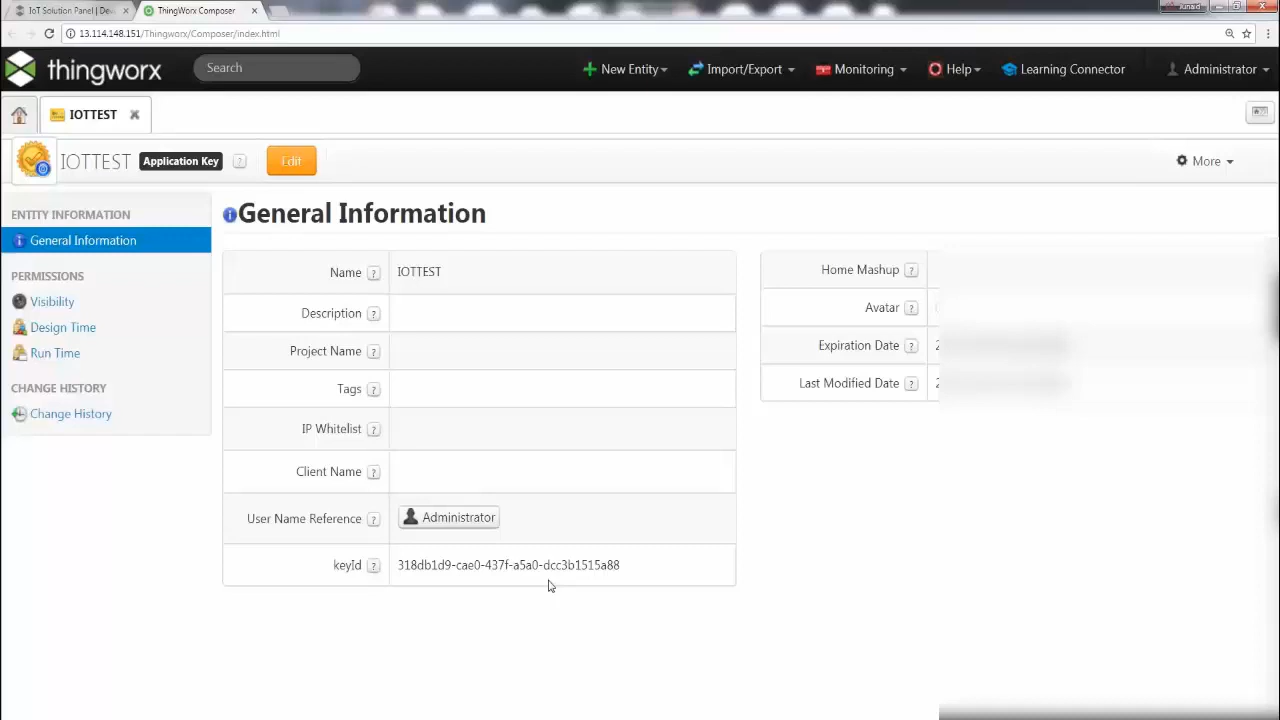 IoT Solution Panel | De
ThingWorx Composer
Junaid
13.114.148.151/Thingworx/Composer/index.html
thingworx
Search
New Entity
Import/Export
Monitoring
Help
Learning Connector
Administrator
IOTTEST
IOTTEST
Application Key
?
Edit
More
ENTITY INFORMATION
General Information
PERMISSIONS
Visibility
Design Time
Run Time
CHANGE HISTORY
Change History
General Information
Name ? IOTTEST
Description ?
Project Name ?
Tags ?
IP Whitelist ?
Client Name ?
User Name Reference ? Administrator
keyId ? 318db1d9-cae0-437f-a5a0-dcc3b1515a88
Home Mashup ?
Avatar ?
Expiration Date ? 2
Last Modified Date ? 2